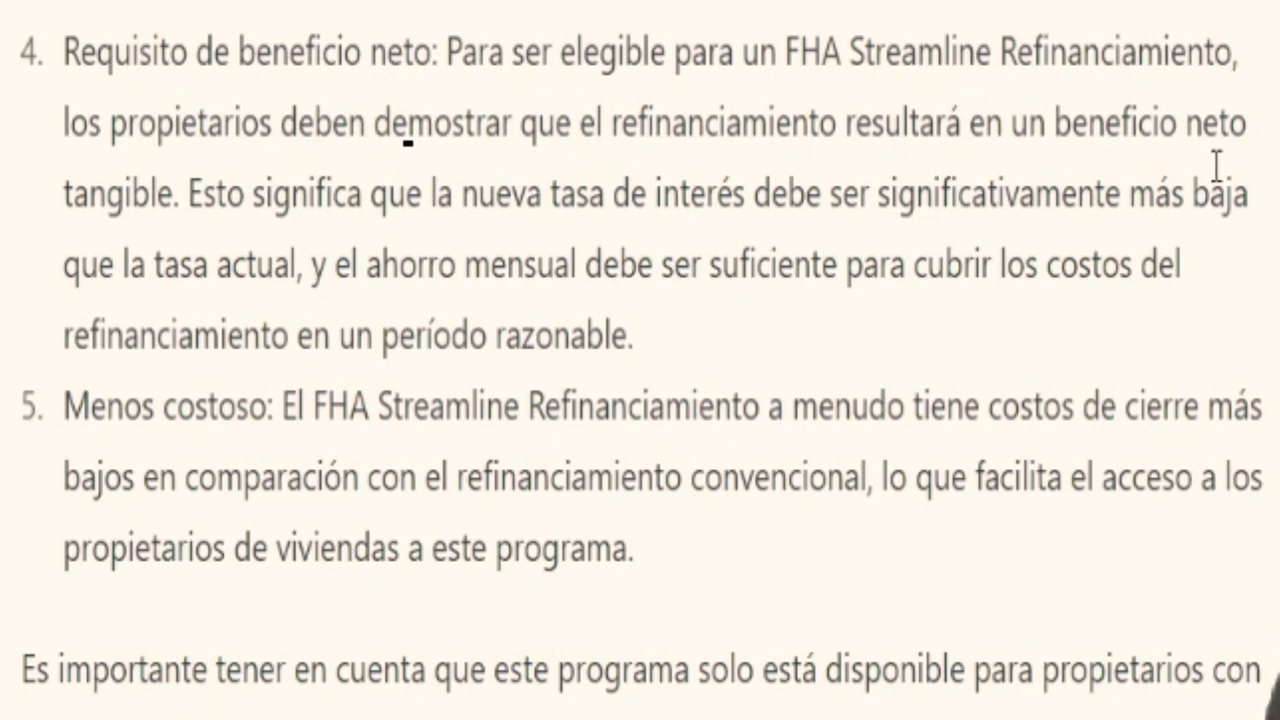 4. Requisito de beneficio neto: Para ser elegible para un FHA Streamline Refinanciamiento,
los propietarios deben demostrar que el refinanciamiento resultará en un beneficio neto
tangible. Esto significa que la nueva tasa de interés debe ser significativamente más baja
que la tasa actual, y el ahorro mensual debe ser suficiente para cubrir los costos del
refinanciamiento en un período razonable.
5. Menos costoso: El FHA Streamline Refinanciamiento a menudo tiene costos de cierre más
bajos en comparación con el refinanciamiento convencional, lo que facilita el acceso a los
propietarios de viviendas a este programa.
Es importante tener en cuenta que este programa solo está disponible para propietarios con